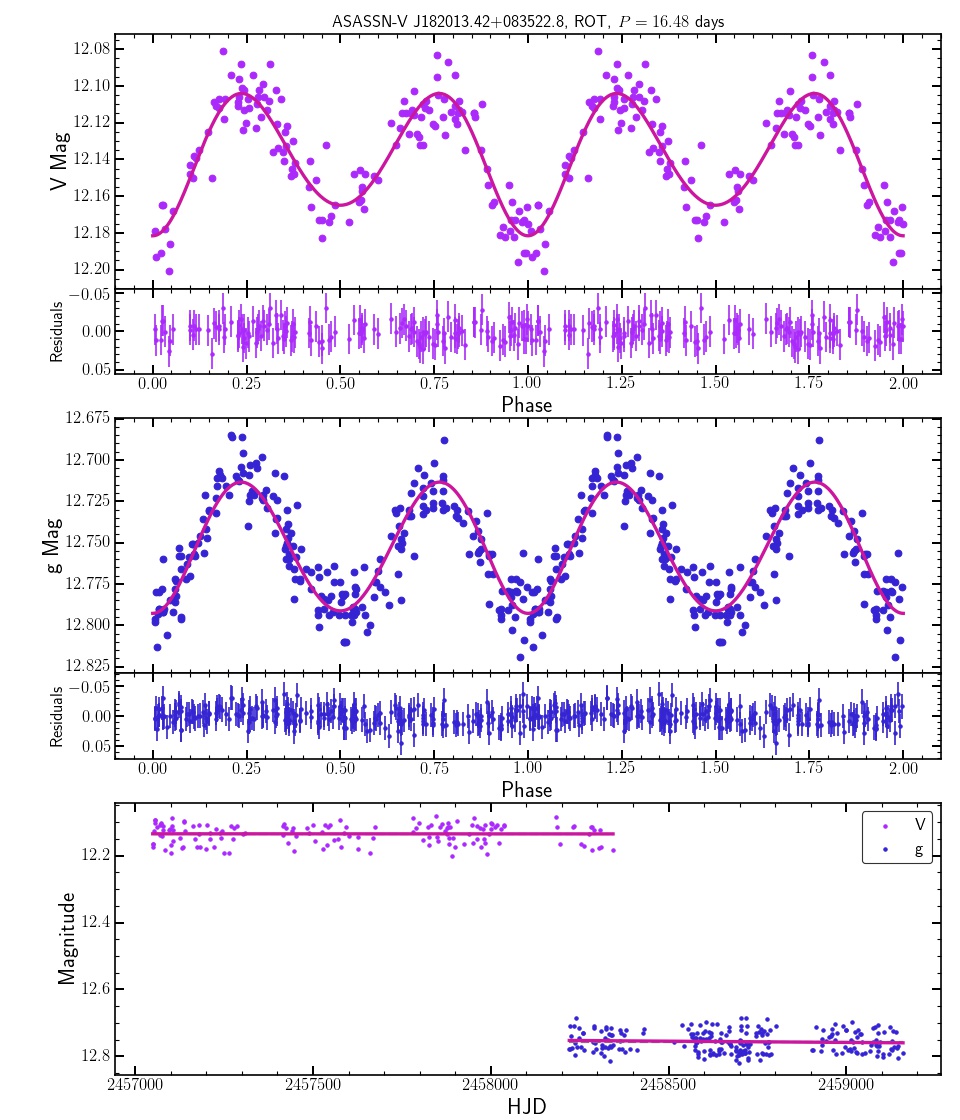 ASASSN-V J182013.42+083522.8, ROT, P = 16.48 days
12.08
12.10
12.12
12.14
12.16
12.18
12.20
V Mag
−0.05
0.00
0.05
Residuals
0.00 0.25 0.50 0.75 1.00 1.25 1.50 1.75 2.00
Phase
12.675
12.700
12.725
12.750
12.775
12.800
12.825
g Mag
−0.05
0.00
0.05
Residuals
0.00 0.25 0.50 0.75 1.00 1.25 1.50 1.75 2.00
Phase
V
g
12.2
12.4
12.6
12.8
Magnitude
2457000 2457500 2458000 2458500 2459000
HJD